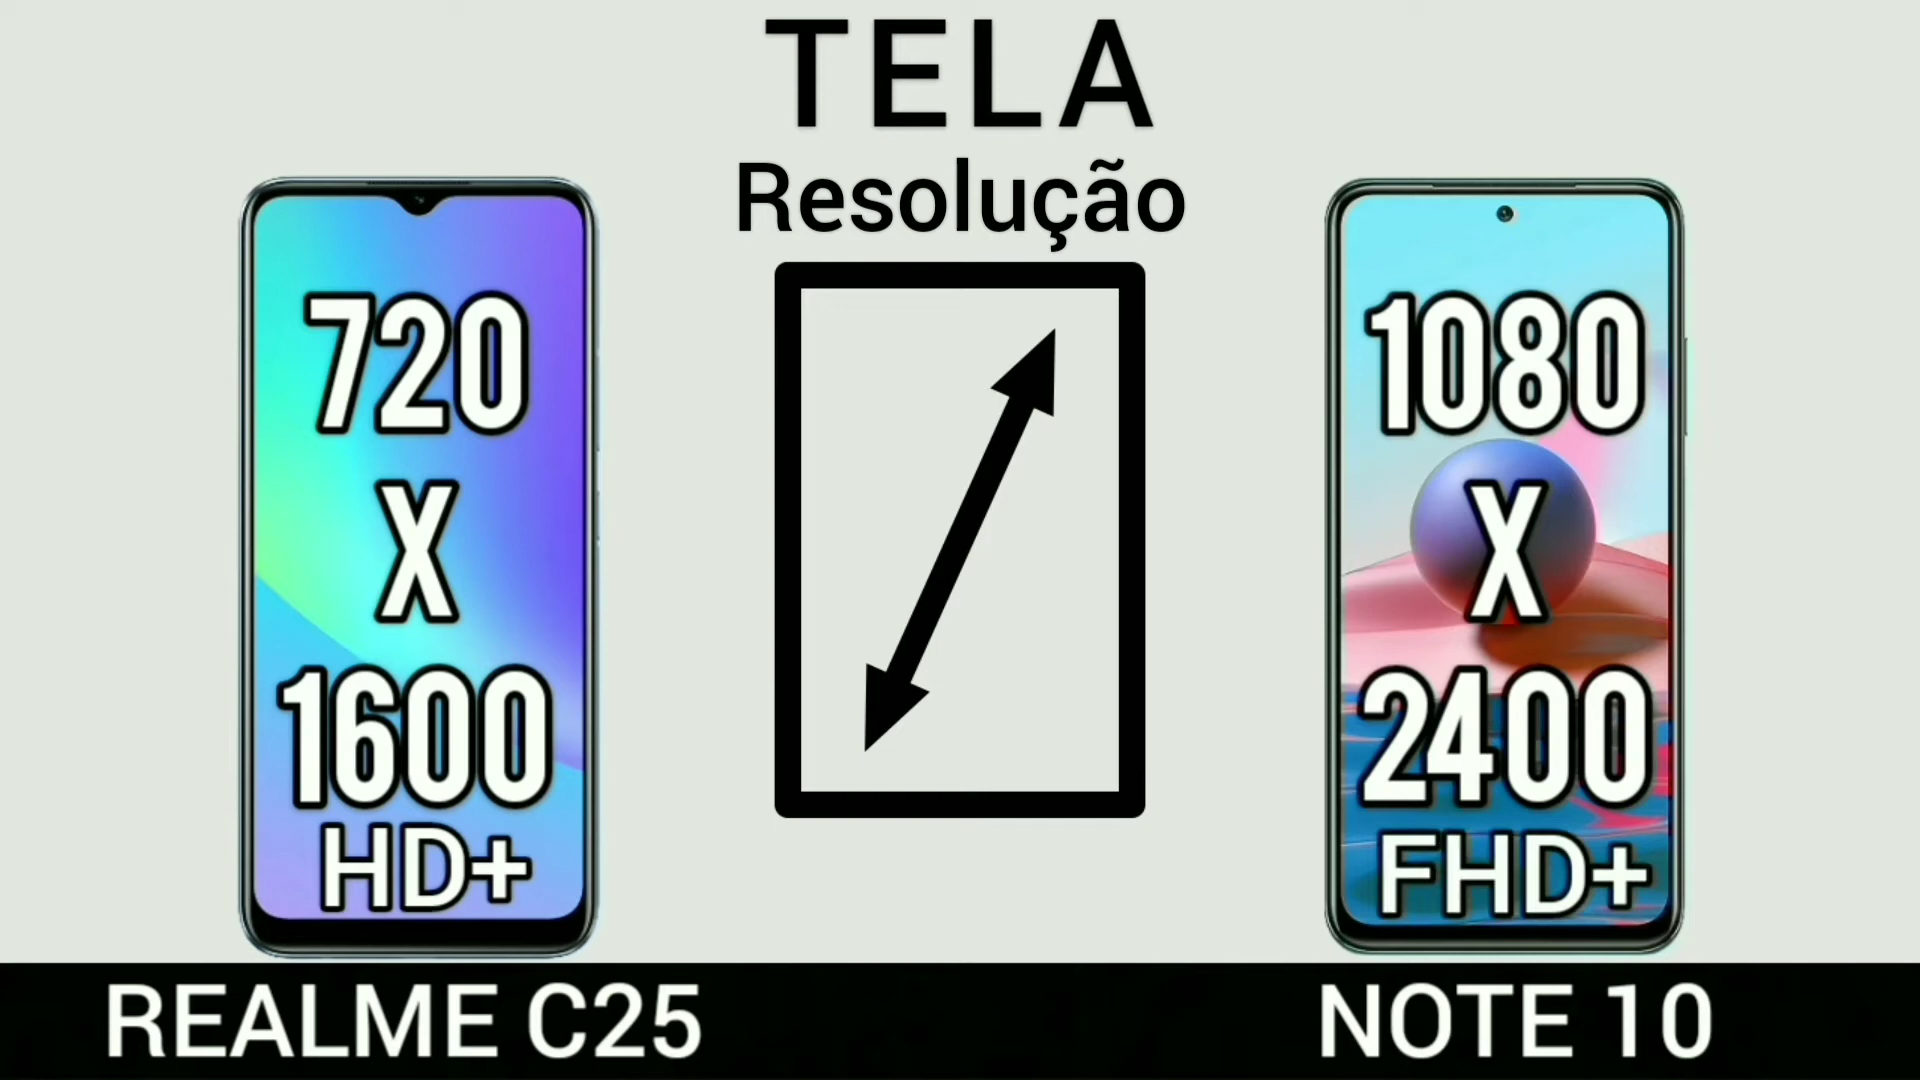 TELA
Resolução
720
X
1600
HD+
1080
X
2400
FHD+
REALME C25
NOTE 10